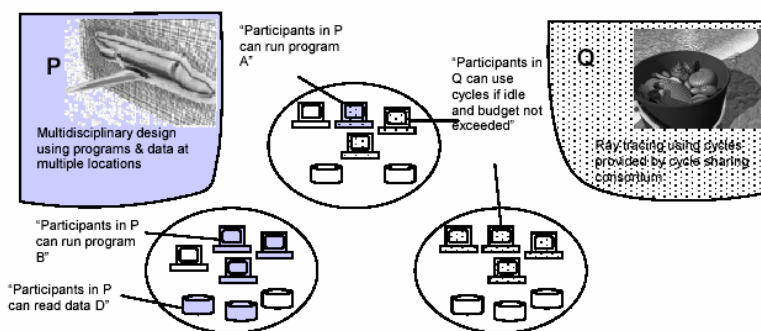 P
Multidisciplinary design
using programs & data at
multiple locations
“Participants in P
can run program
A”
“Participants in
Q can use
cycles if idle
and budget not
exceeded”
Q
Ray tracing using cycles
provided by cycle sharing
consortium
“Participants in P
can run program
B”
“Participants in P
can read data D”